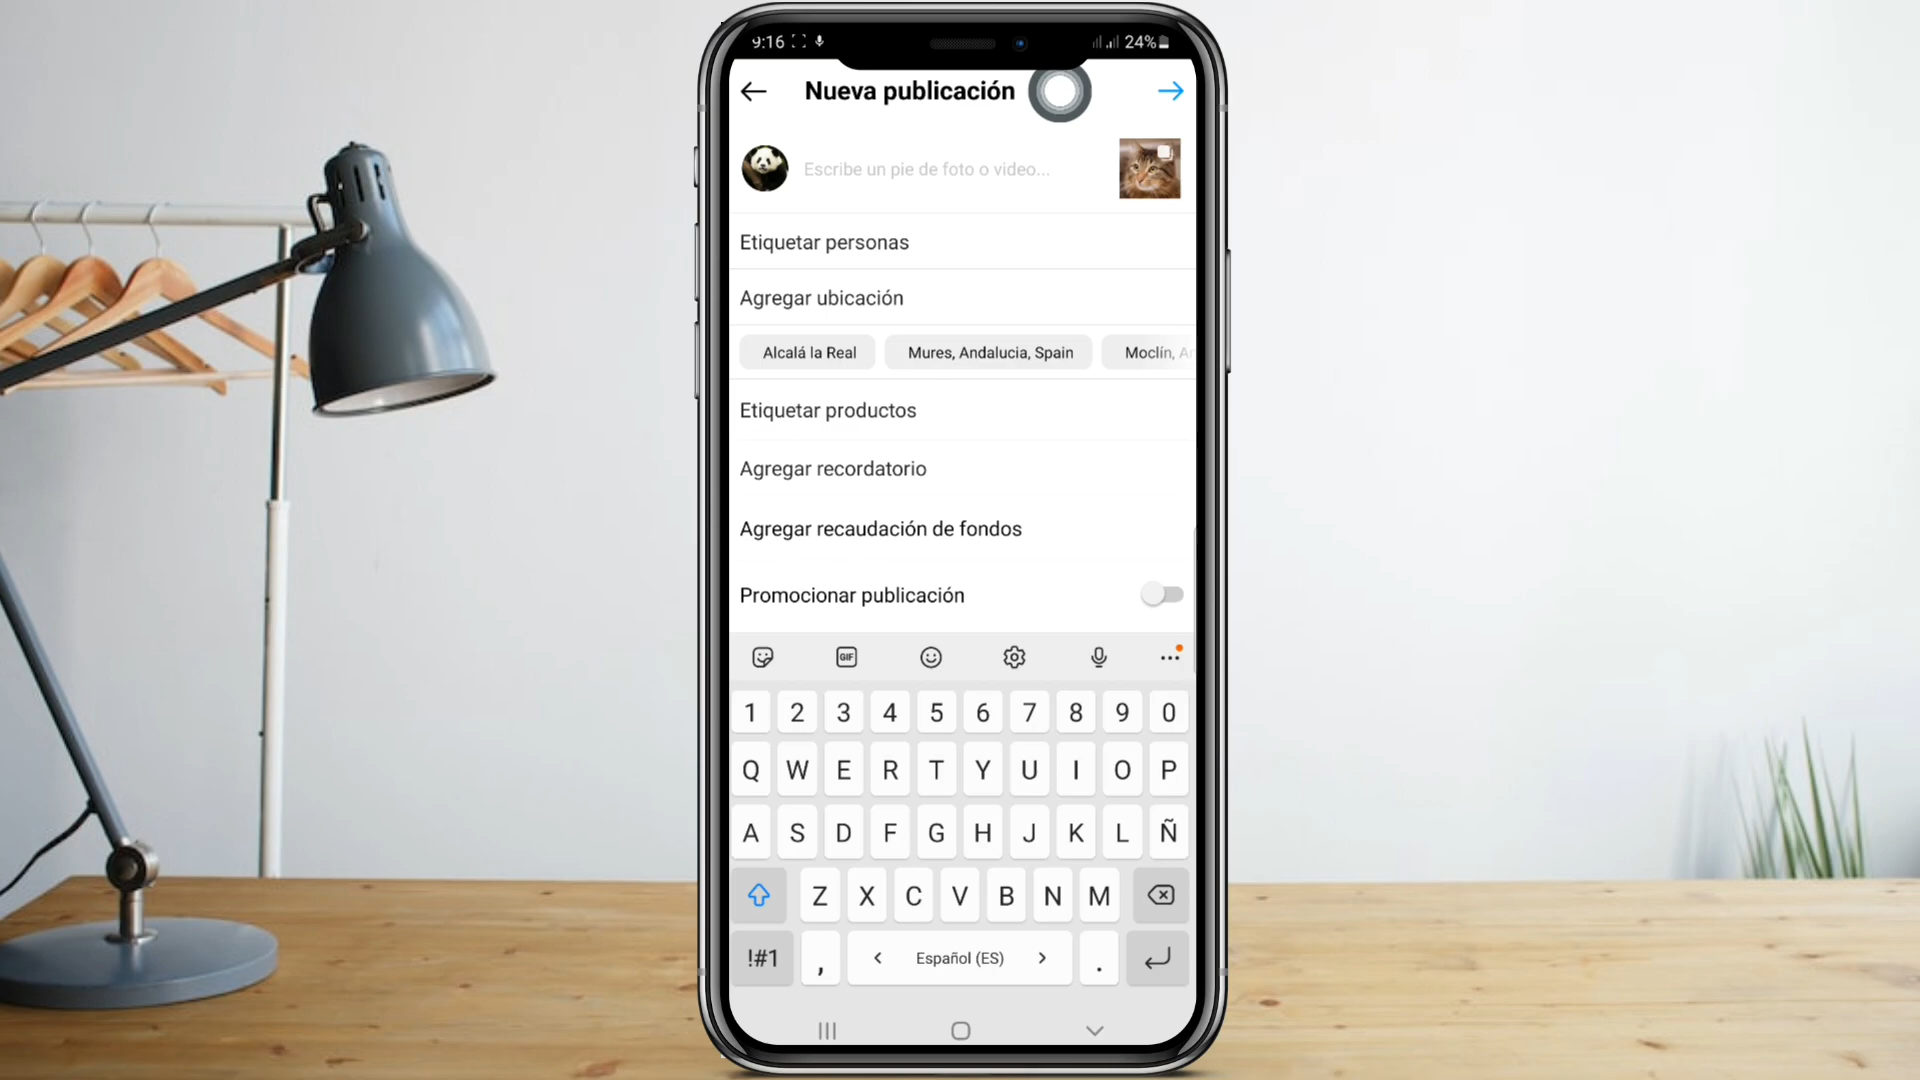 9:16 24%
Nueva publicación
Escribe un pie de foto o video...
Etiquetar personas
Agregar ubicación
Alcalá la Real Mures, Andalucia, Spain Moclín, An
Etiquetar productos
Agregar recordatorio
Agregar recaudación de fondos
Promocionar publicación
GIF
1 2 3 4 5 6 7 8 9 0
Q W E R T Y U I O P
A S D F G H J K L Ñ
Z X C V B N M
!#1 , < Español (ES) > .